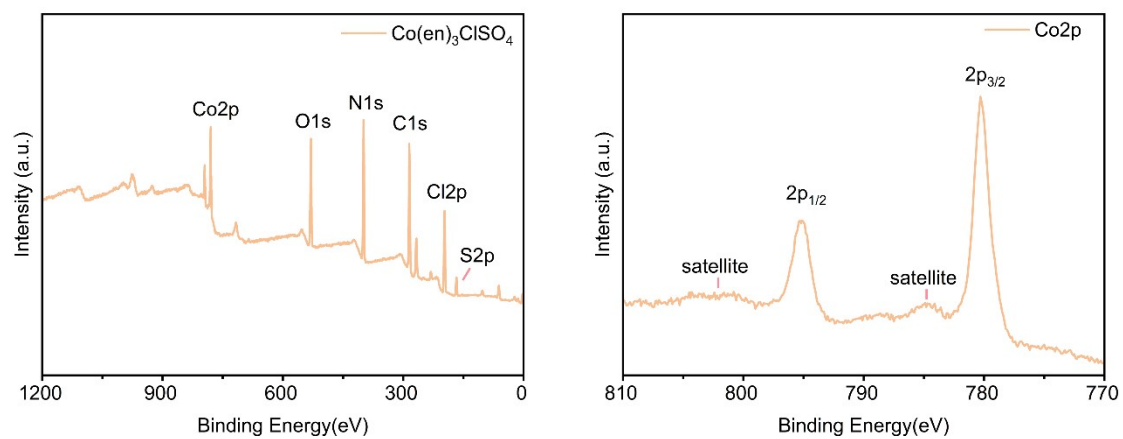 Co(en)₃ClSO₄
Co2p
O1s
N1s
C1s
Cl2p
S2p
Intensity (a.u.)
1200 900 600 300 0
Binding Energy(eV)
Co2p
2p₃/₂
2p₁/₂
satellite
satellite
Intensity (a.u.)
810 800 790 780 770
Binding Energy(eV)